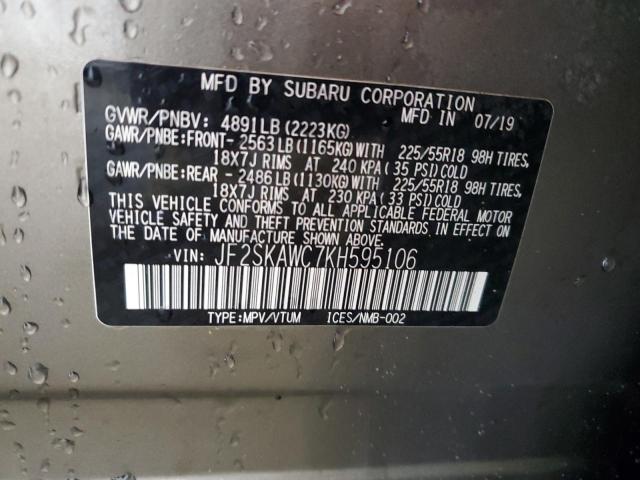 MFD BY SUBARU CORPORATION
GVWR/PNBV: 4891LB (2223KG) MFD IN 07/19
GAWR/PNBE:FRONT- 2563LB(1165KG)WITH 225/55R18 98H TIRES,
18X7J RIMS AT 240 KPA (35 PSI)COLD
GAWR/PNBE:REAR - 2486LB(1130KG)WITH 225/55R18 98H TIRES,
18X7J RIMS AT 230 KPA (33 PSI)COLD
THIS VEHICLE CONFORMS TO ALL APPLICABLE FEDERAL MOTOR
VEHICLE SAFETY AND THEFT PREVENTION STANDARDS IN EFFECT
ON THE DATE OF MANUFACTURE SHOWN ABOVE.
VIN: JF2SKAWC7KH595106
TYPE:MPV/VTUM ICES/NMB-002